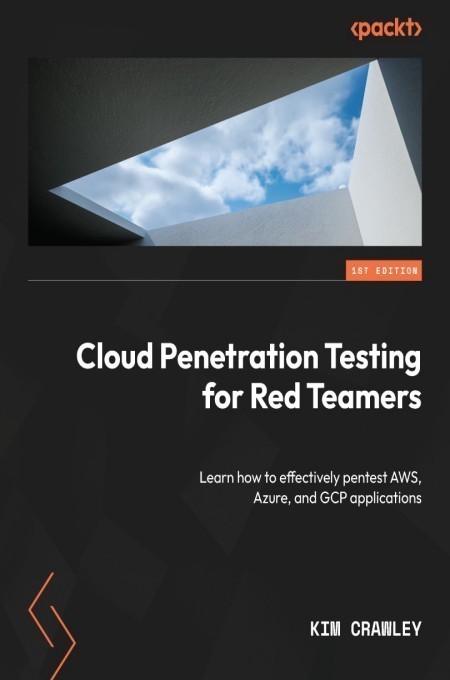 <packt>
1ST EDITION
Cloud Penetration Testing
for Red Teamers
Learn how to effectively pentest AWS,
Azure, and GCP applications
KIM CRAWLEY